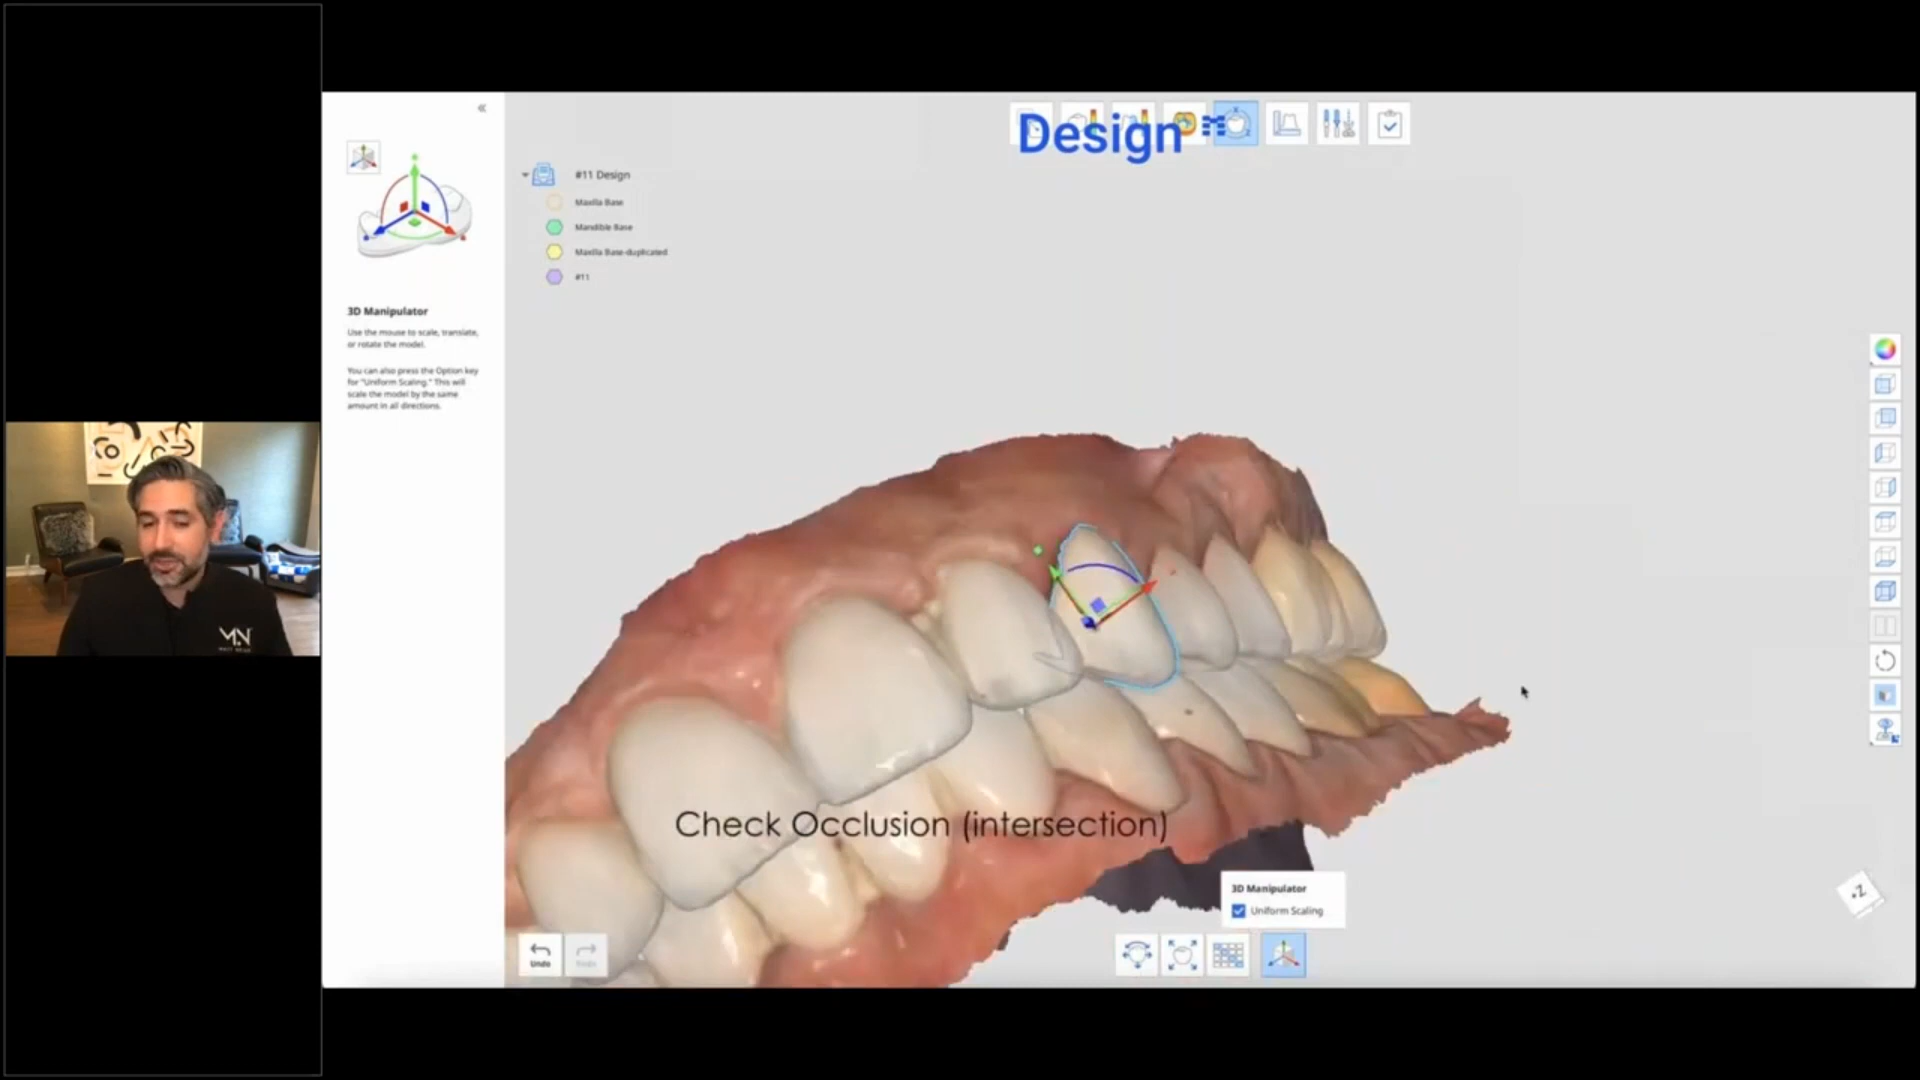 Design
#11 Design
Maxilla Base
Mandible Base
Maxilla Base-duplicated
#11
3D Manipulator
Use the mouse to scale, translate,
or rotate the model.
You can also press the Option key
for "Uniform Scaling." This will
scale the model by the same
amount in all directions.
Check Occlusion (intersection)
3D Manipulator
Uniform Scaling
Undo
Redo
+Z
MN